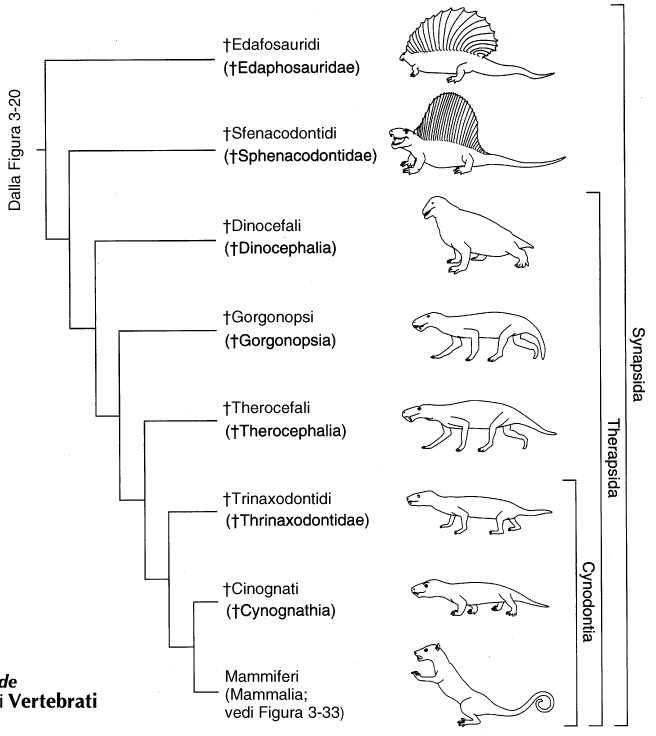 Dalla Figura 3-20
†Edafosauridi
(†Edaphosauridae)
†Sfenacodontidi
(†Sphenacodontidae)
†Dinocefali
(†Dinocephalia)
†Gorgonopsi
(†Gorgonopsia)
†Terocefali
(†Therocephalia)
†Trinaxodontidi
(†Thrinaxodontidae)
†Cinognati
(†Cynognathia)
Mammiferi
(Mammalia;
vedi Figura 3-33)
Cynodontia
Therapsida
Synapsida
de
i Vertebrati